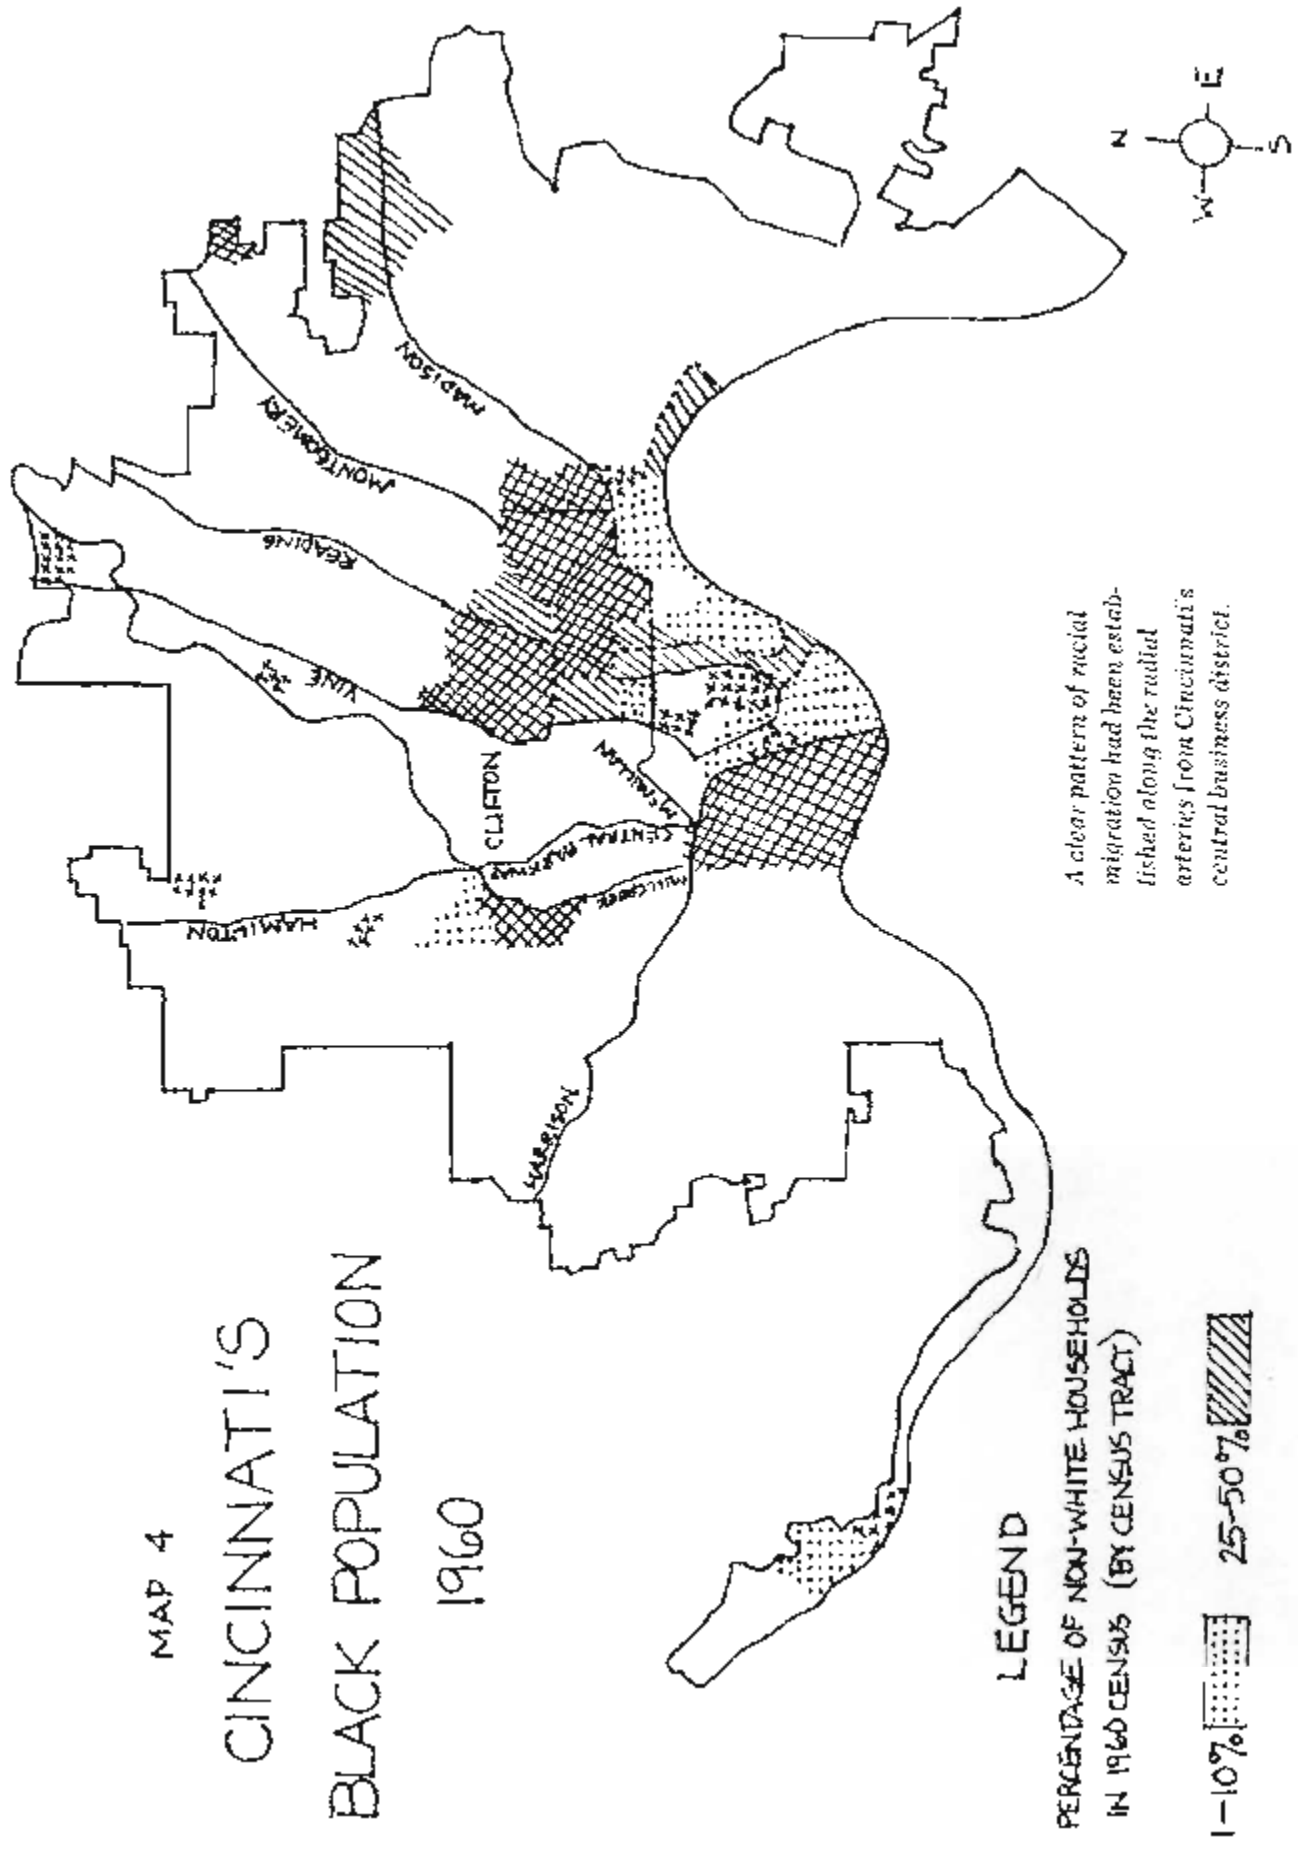 MAP 4
CINCINNATI'S
BLACK POPULATION
1960
HAMILTON
VINE
READING
MONTGOMERY
MADISON
CLIFTON
CENTRAL PARKWAY
MILLCREEK
McMILLAN
HARRISON
N
W
E
S
A clear pattern of racial
migration had been estab-
lished along the radial
arteries from Cincinnati's
central business district.
LEGEND
PERCENTAGE OF NON-WHITE HOUSEHOLDS
IN 1960 CENSUS (BY CENSUS TRACT)
1-10%
25-50%